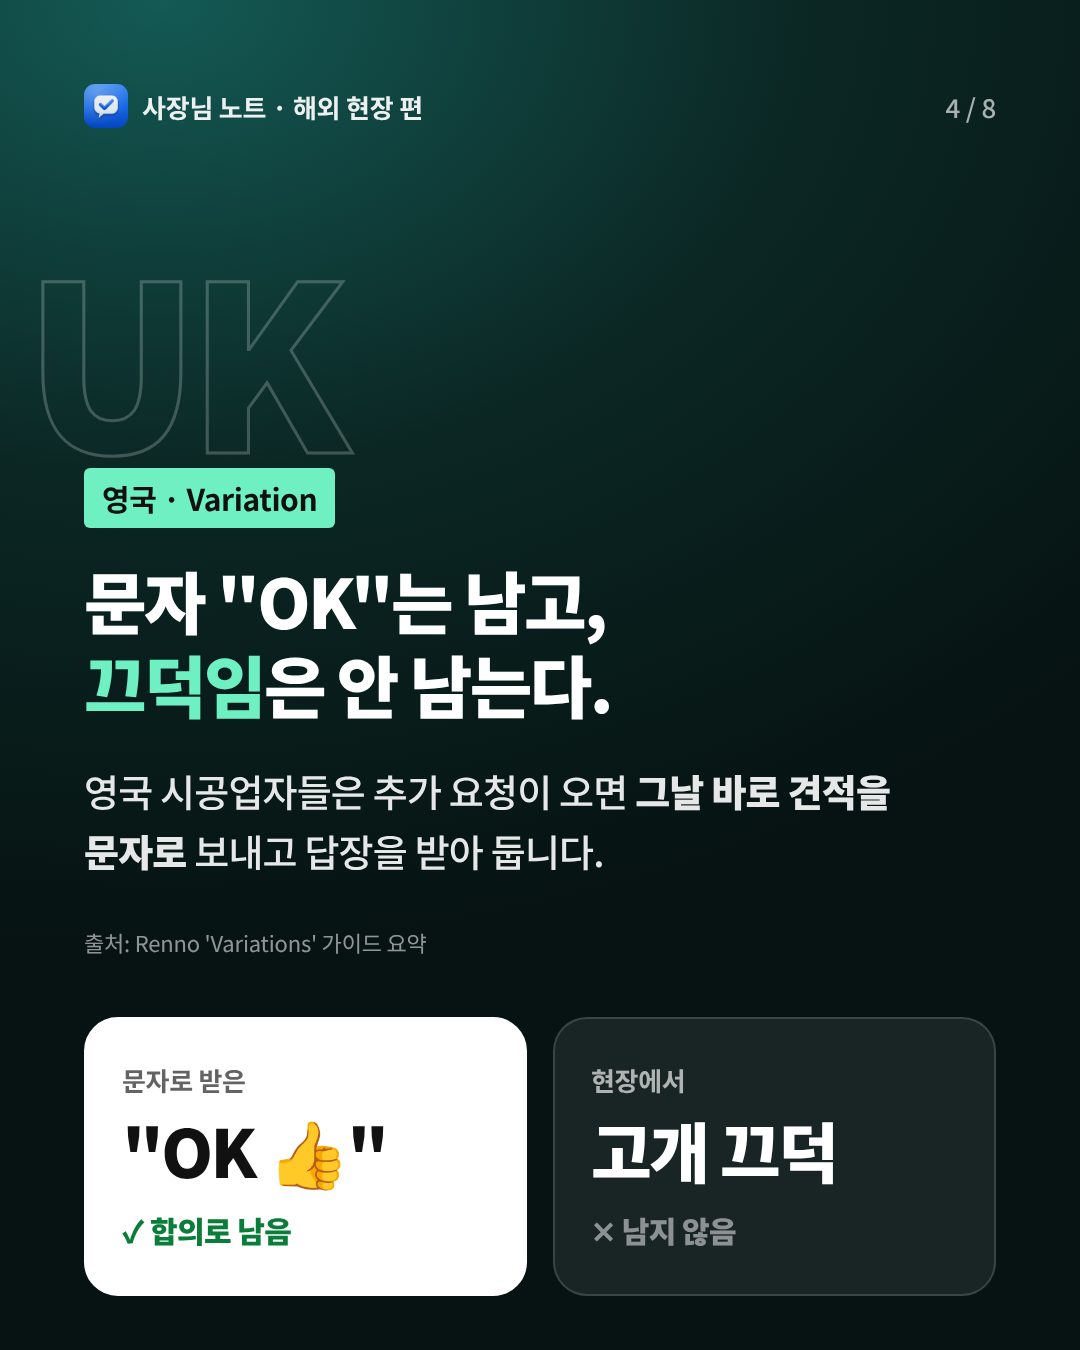 사장님 노트 · 해외 현장 편
4 / 8
UK
영국 · Variation
문자 "OK"는 남고,
끄덕임은 안 남는다.
영국 시공업자들은 추가 요청이 오면 그날 바로 견적을
문자로 보내고 답장을 받아 둡니다.
출처: Renno 'Variations' 가이드 요약
문자로 받은
"OK 👍"
✓ 합의로 남음
현장에서
고개 끄덕
✕ 남지 않음